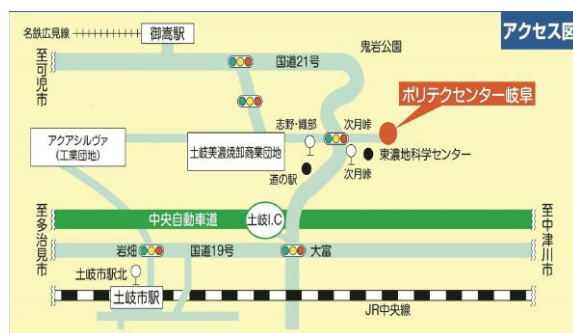 アクセス図
名鉄広見線
御嵩駅
鬼岩公園
国道21号
至可児市
ポリテクセンター岐阜
志野・織部
次月峠
アクアシルヴァ
(工業団地)
土岐美濃焼卸商業団地
東濃地科学センター
道の駅
次月峠
至多治見市
中央自動車道
土岐I.C
至中津川市
岩畑
国道19号
大富
土岐市駅北
土岐市駅
JR中央線